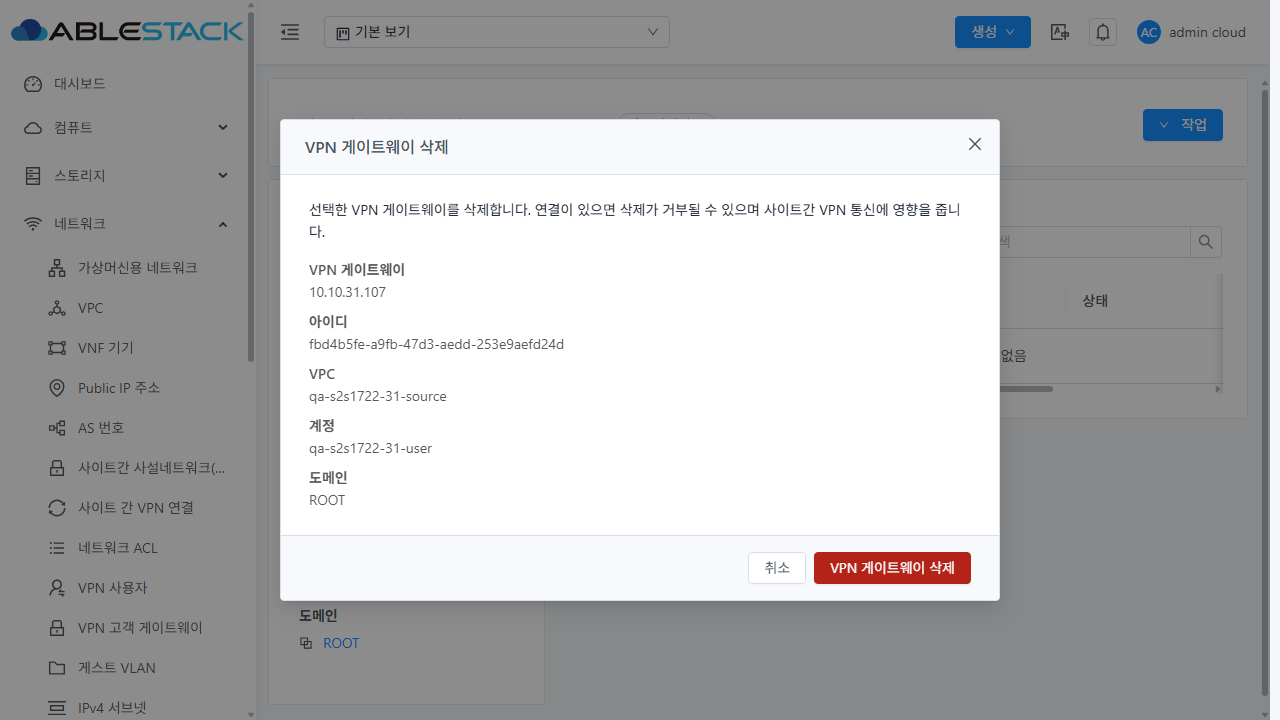 ABLESTACK
기본 보기
생성
AC
admin cloud
대시보드
컴퓨트
스토리지
네트워크
가상머신용 네트워크
VPC
VNF 기기
Public IP 주소
AS 번호
사이트간 사설네트워크(...
사이트 간 VPN 연결
네트워크 ACL
VPN 사용자
VPN 고객 게이트웨이
게스트 VLAN
IPv4 서브넷
작업
VPN 게이트웨이 삭제
선택한 VPN 게이트웨이를 삭제합니다. 연결이 있으면 삭제가 거부될 수 있으며 사이트간 VPN 통신에 영향을 줍니
다.
VPN 게이트웨이
10.10.31.107
아이디
fbd4b5fe-a9fb-47d3-aedd-253e9aefd24d
VPC
qa-s2s1722-31-source
계정
qa-s2s1722-31-user
도메인
ROOT
취소
VPN 게이트웨이 삭제
색
상태
없음
도메인
ROOT